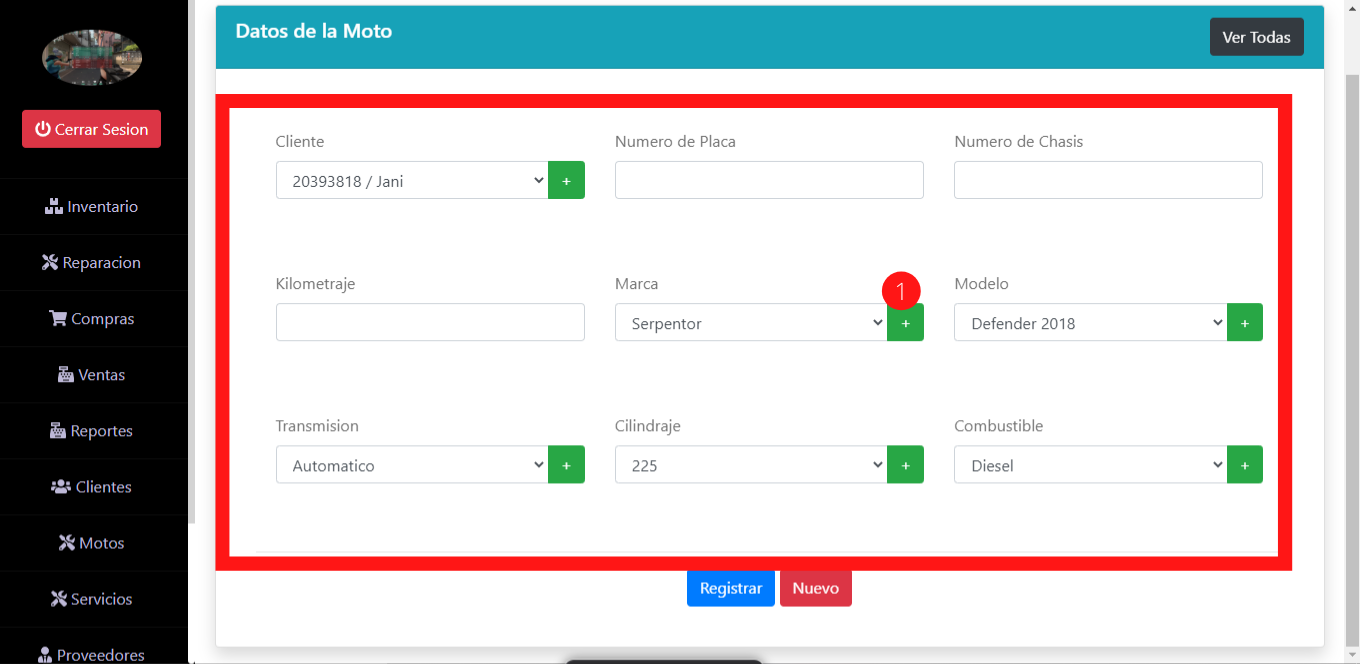 Datos de la Moto
Ver Todas
Cerrar Sesion
Inventario
Reparacion
Compras
Ventas
Reportes
Clientes
Motos
Servicios
Proveedores
Cliente
Numero de Placa
Numero de Chasis
20393818 / Jani
+
Kilometraje
Marca
1
Modelo
Serpentor
+
Defender 2018
+
Transmision
Cilindraje
Combustible
Automatico
+
225
+
Diesel
+
Registrar
Nuevo